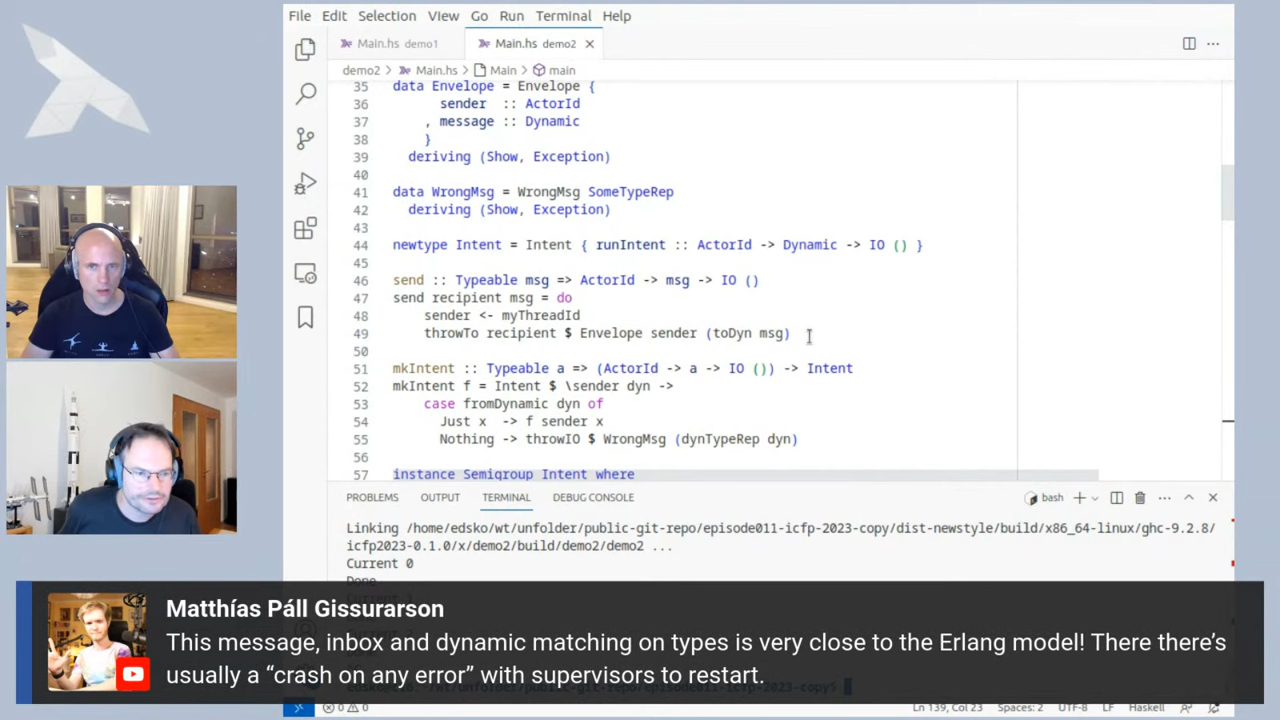 File Edit Selection View Go Run Terminal Help
Main.hs demo1
Main.hs demo2
demo2 > Main.hs > Main > main
35 data Envelope = Envelope {
36 sender :: ActorId
37 , message :: Dynamic
38 }
39 deriving (Show, Exception)
40
41 data WrongMsg = WrongMsg SomeTypeRep
42 deriving (Show, Exception)
43
44 newtype Intent = Intent { runIntent :: ActorId -> Dynamic -> IO () }
45
46 send :: Typeable msg => ActorId -> msg -> IO ()
47 send recipient msg = do
48 sender <- myThreadId
49 throwTo recipient $ Envelope sender (toDyn msg)
50
51 mkIntent :: Typeable a => (ActorId -> a -> IO ()) -> Intent
52 mkIntent f = Intent $ \sender dyn ->
53 case fromDynamic dyn of
54 Just x -> f sender x
55 Nothing -> throwIO $ WrongMsg (dynTypeRep dyn)
56
57 instance Semigroup Intent where
PROBLEMS OUTPUT TERMINAL DEBUG CONSOLE
bash
Linking /home/edsko/wt/unfolder/public-git-repo/episode011-icfp-2023-copy/dist-newstyle/build/x86_64-linux/ghc-9.2.8/
icfp2023-0.1.0/x/demo2/build/demo2/demo2 ...
Current 0
Done
Matthías Páll Gissurarson
This message, inbox and dynamic matching on types is very close to the Erlang model! There there's
usually a “crash on any error” with supervisors to restart.
0 0 Ln 139, Col 23 Spaces: 2 UTF-8 LF Haskell